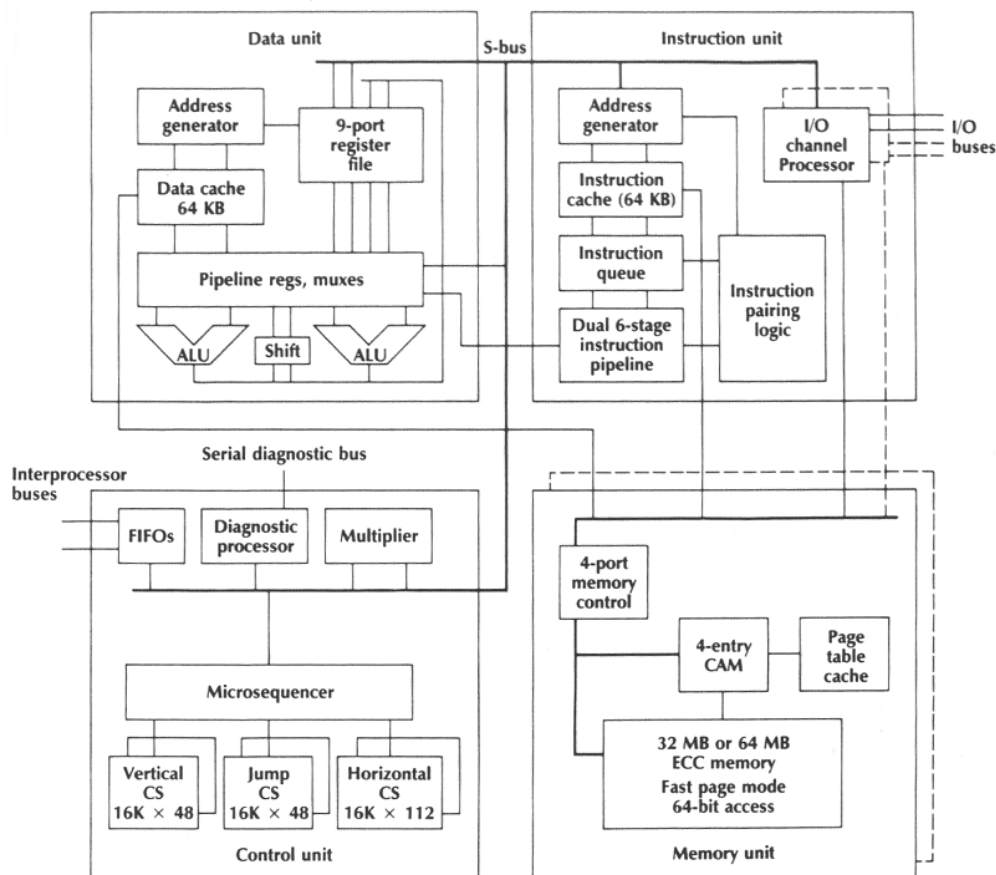 Data unit
S-bus
Instruction unit
Address
generator
9-port
register
file
Data cache
64 KB
Pipeline regs, muxes
ALU
Shift
ALU
Address
generator
Instruction
cache (64 KB)
Instruction
queue
Dual 6-stage
instruction
pipeline
I/O
channel
Processor
I/O
buses
Instruction
pairing
logic
Serial diagnostic bus
Interprocessor
buses
FIFOs
Diagnostic
processor
Multiplier
Microsequencer
Vertical
CS
16K × 48
Jump
CS
16K × 48
Horizontal
CS
16K × 112
Control unit
4-port
memory
control
4-entry
CAM
Page
table
cache
32 MB or 64 MB
ECC memory
Fast page mode
64-bit access
Memory unit